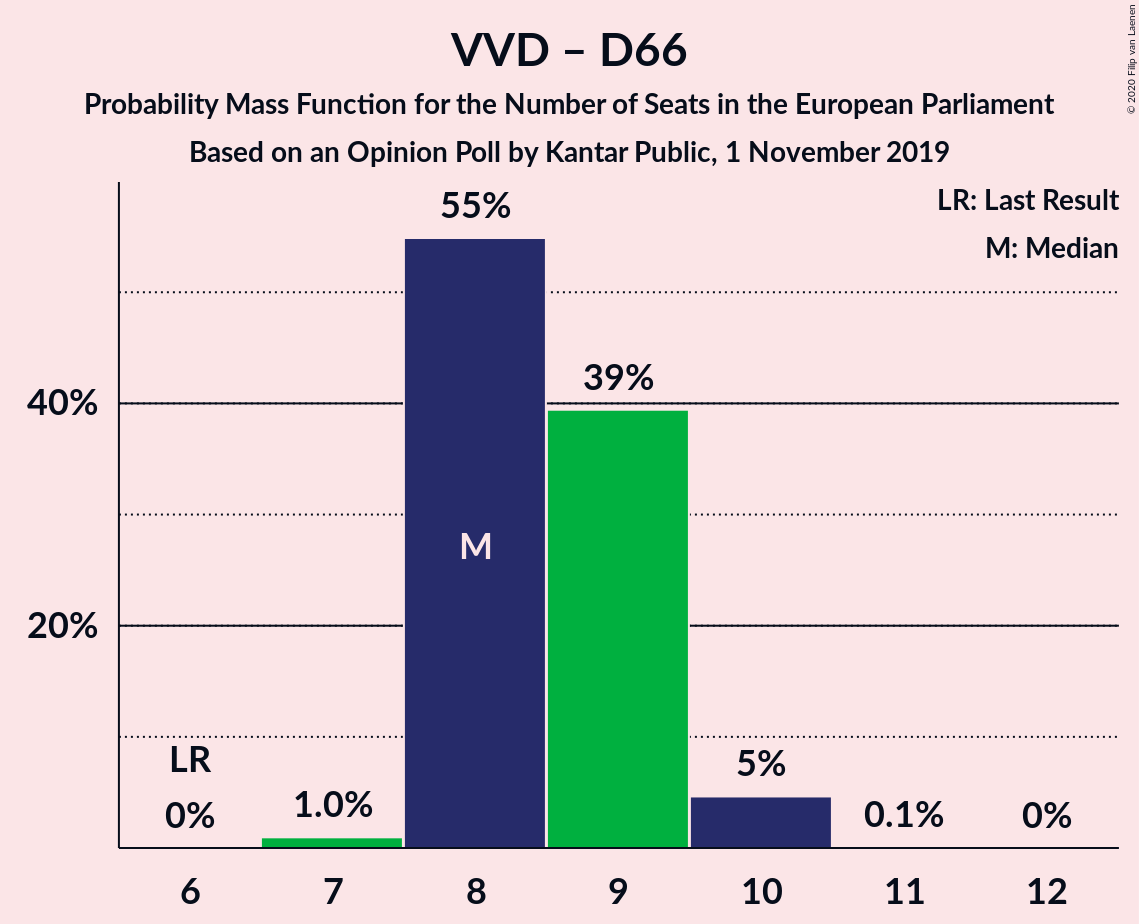 VVD – D66
Probability Mass Function for the Number of Seats in the European Parliament
Based on an Opinion Poll by Kantar Public, 1 November 2019
© 2020 Filip van Laenen
LR: Last Result
M: Median
55%
39%
40%
M
20%
LR
0%
1.0%
5%
0.1%
0%
6 7 8 9 10 11 12